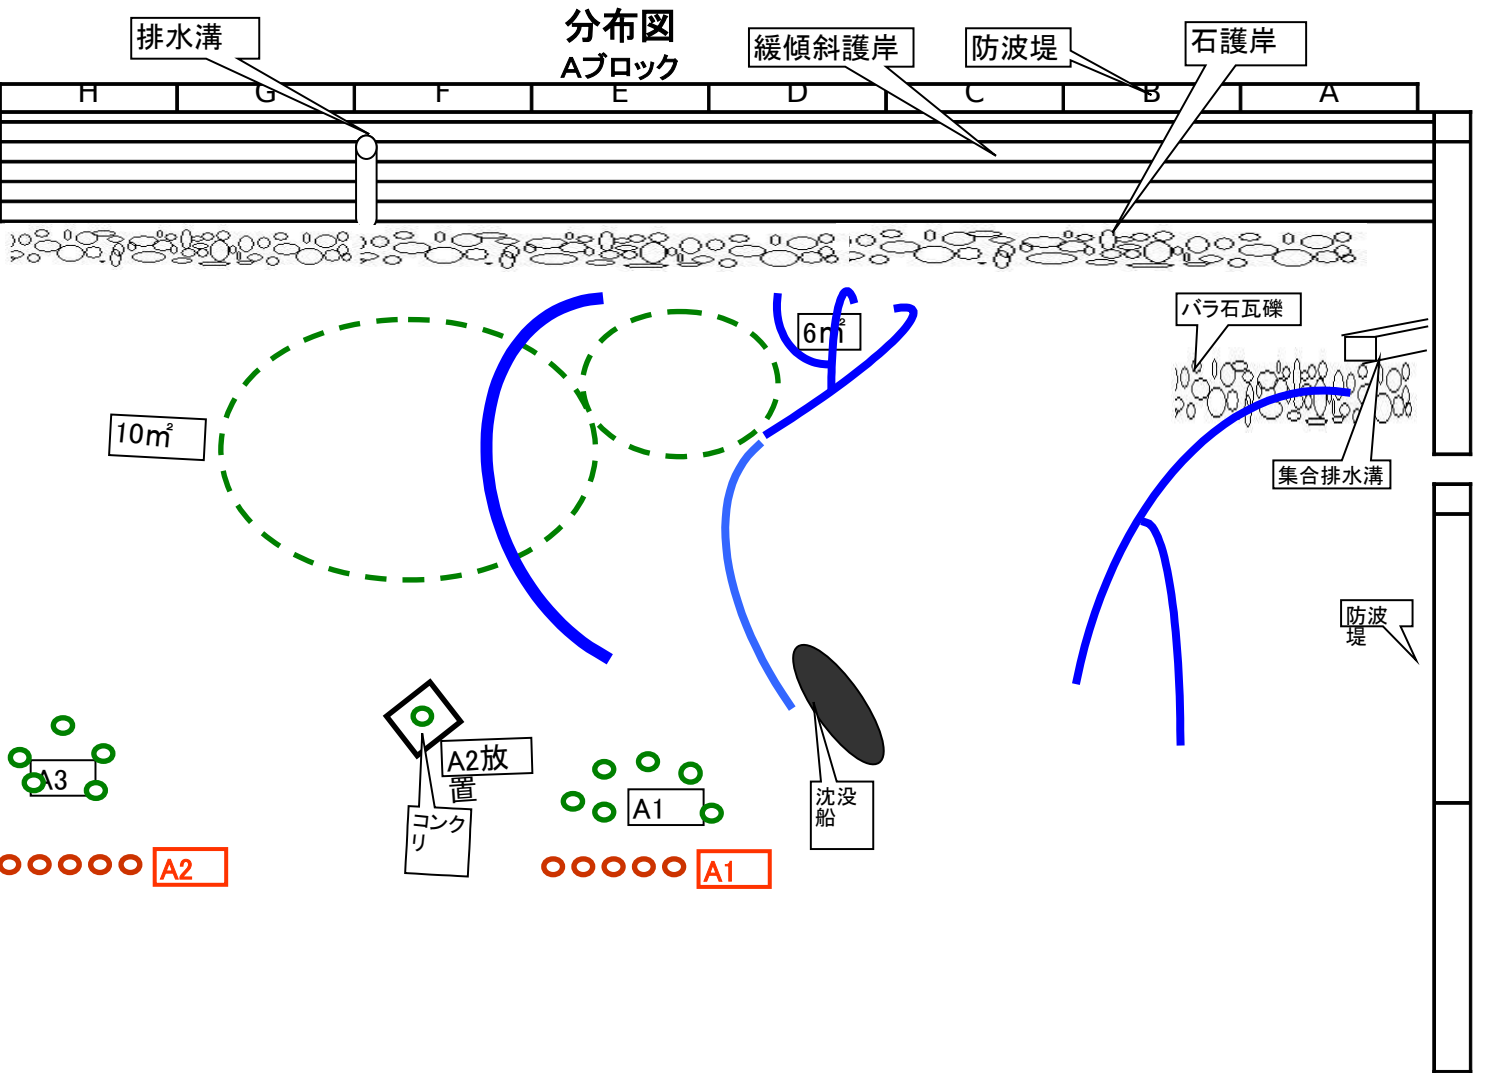 分布図
Aブロック
排水溝
緩傾斜護岸
防波堤
石護岸
H G F E D C B A
バラ石瓦礫
6㎡
10㎡
集合排水溝
防波
堤
A2放
置
A3
A1
コンク
リ
沈没
船
A2
A1